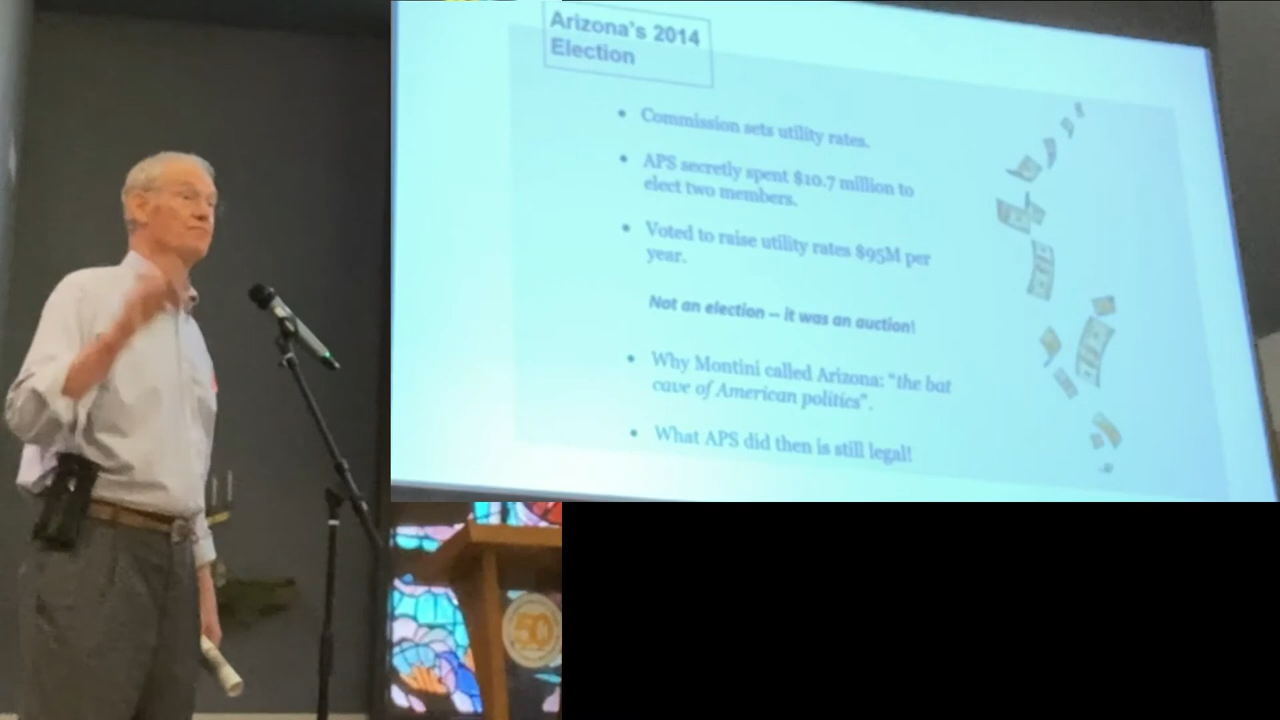 Arizona's 2014
Election
• Commission sets utility rates.
• APS secretly spent $10.7 million to
elect two members.
• Voted to raise utility rates $95M per
year.
Not an election – it was an auction!
• Why Montini called Arizona: "the bat
cave of American politics".
• What APS did then is still legal!
50